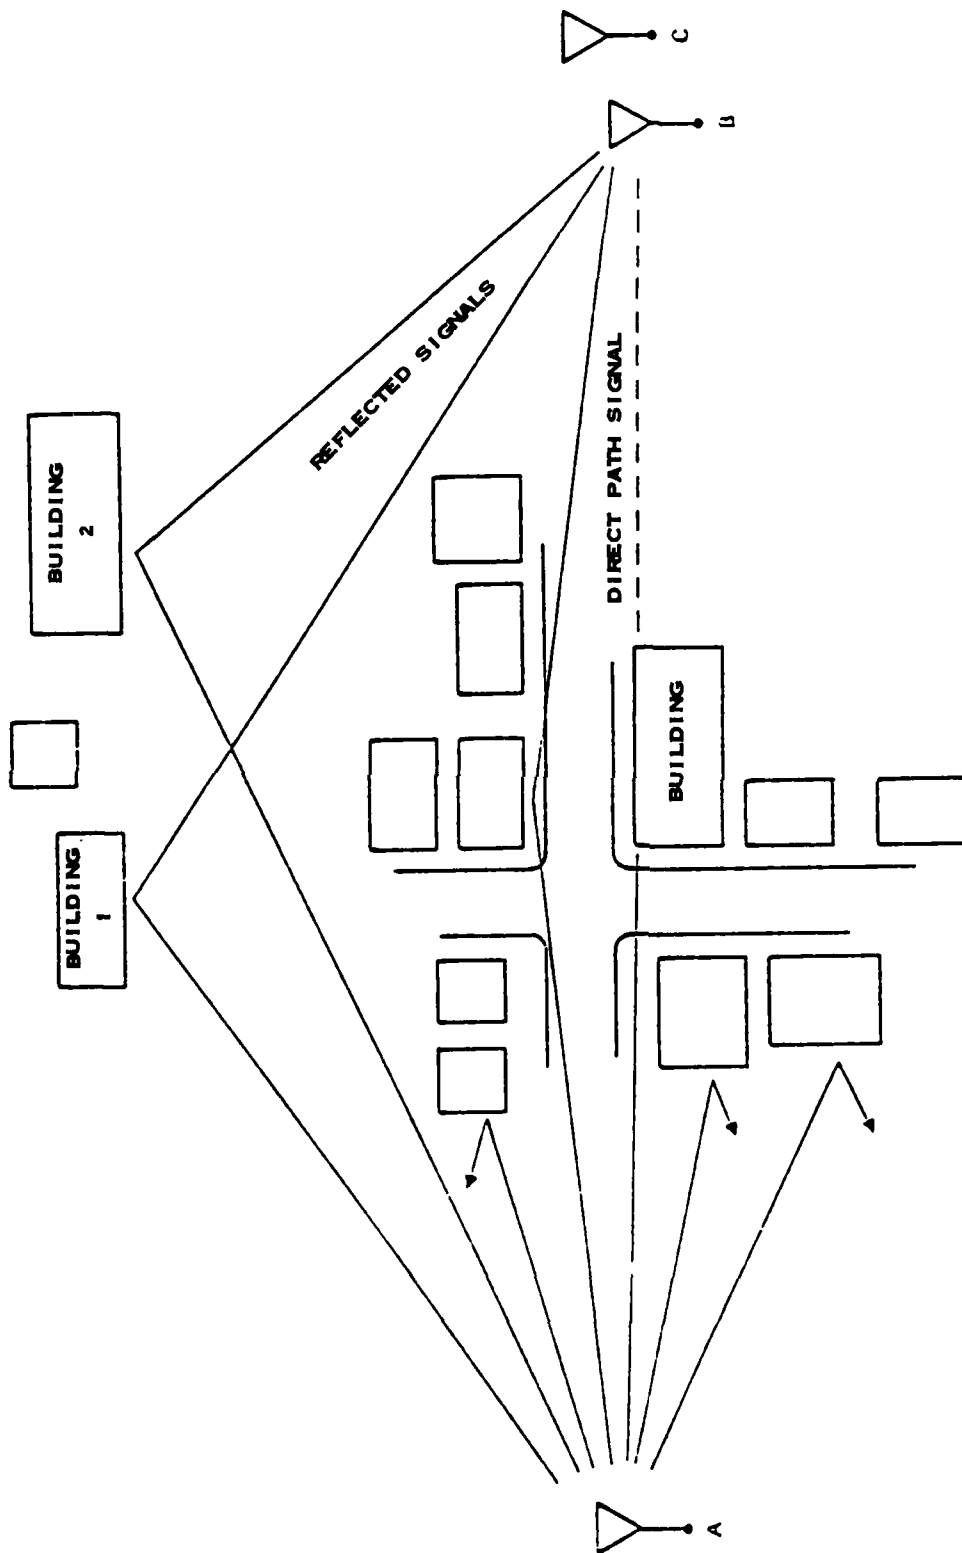 BUILDING
1
BUILDING
2
REFLECTED SIGNALS
DIRECT PATH SIGNAL
BUILDING
A
B
C